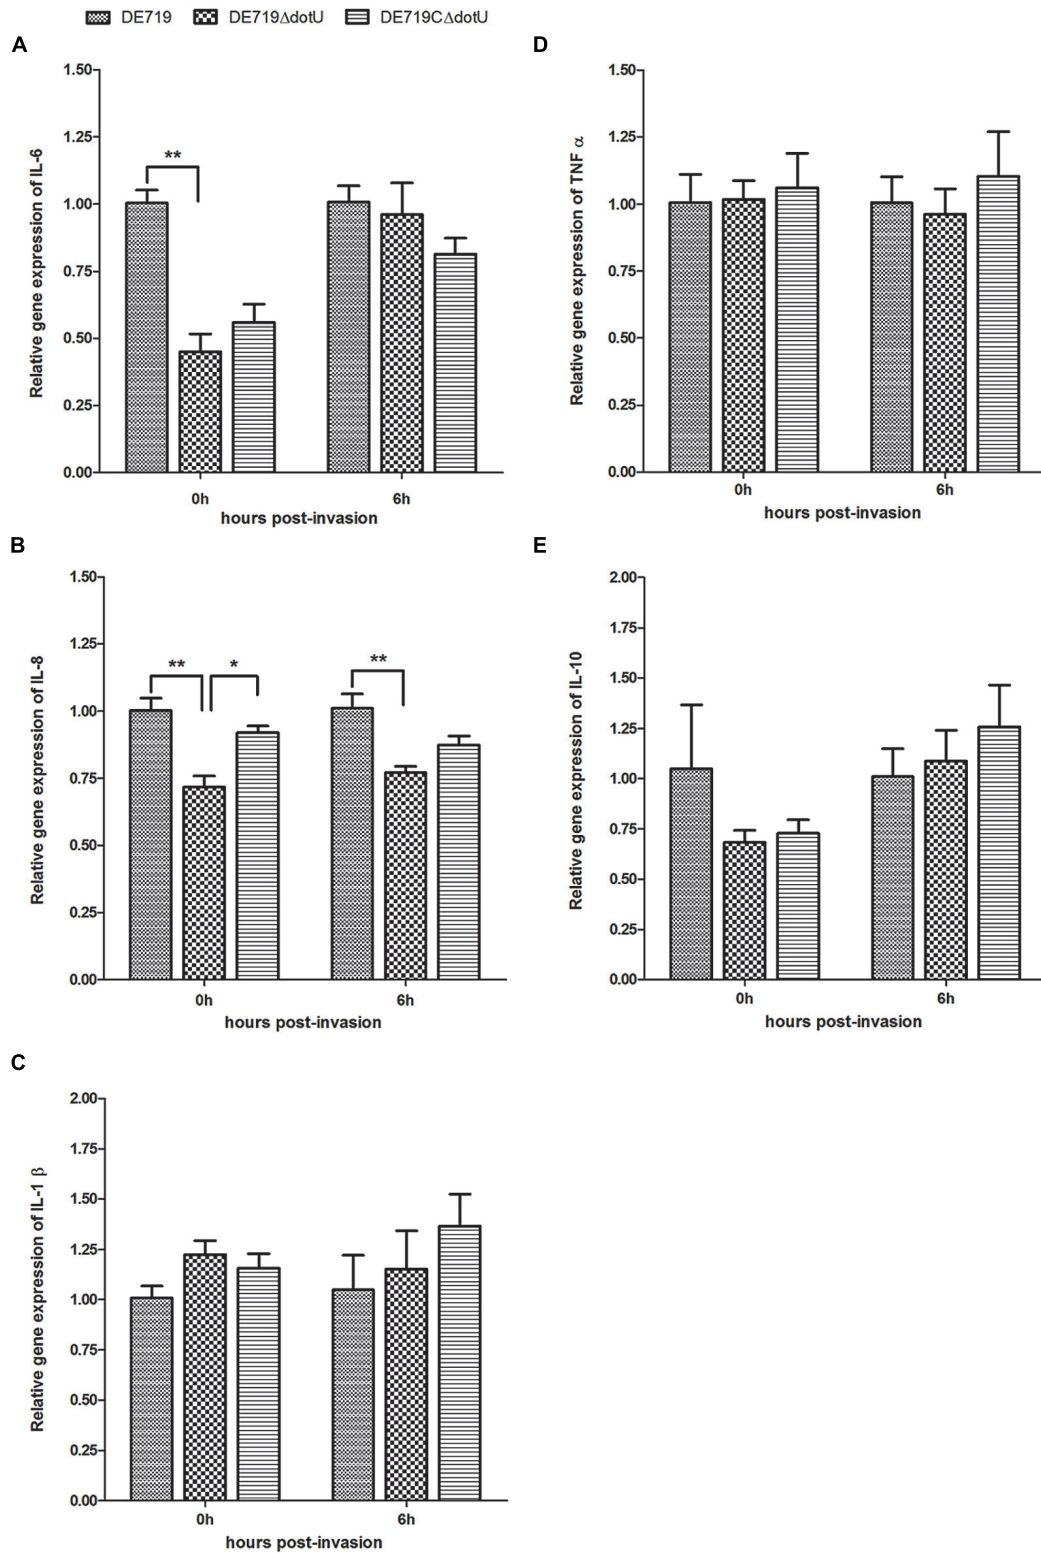 DE719 DE719ΔdotU DE719CΔdotU
A
Relative gene expression of IL-6
1.50
1.25
1.00
0.75
0.50
0.25
0.00
**
0h 6h
hours post-invasion
D
Relative gene expression of TNF α
1.50
1.25
1.00
0.75
0.50
0.25
0.00
0h 6h
hours post-invasion
B
Relative gene expression of IL-8
1.50
1.25
1.00
0.75
0.50
0.25
0.00
** * **
0h 6h
hours post-invasion
E
Relative gene expression of IL-10
2.00
1.75
1.50
1.25
1.00
0.75
0.50
0.25
0.00
0h 6h
hours post-invasion
C
Relative gene expression of IL-1 β
2.00
1.75
1.50
1.25
1.00
0.75
0.50
0.25
0.00
0h 6h
hours post-invasion